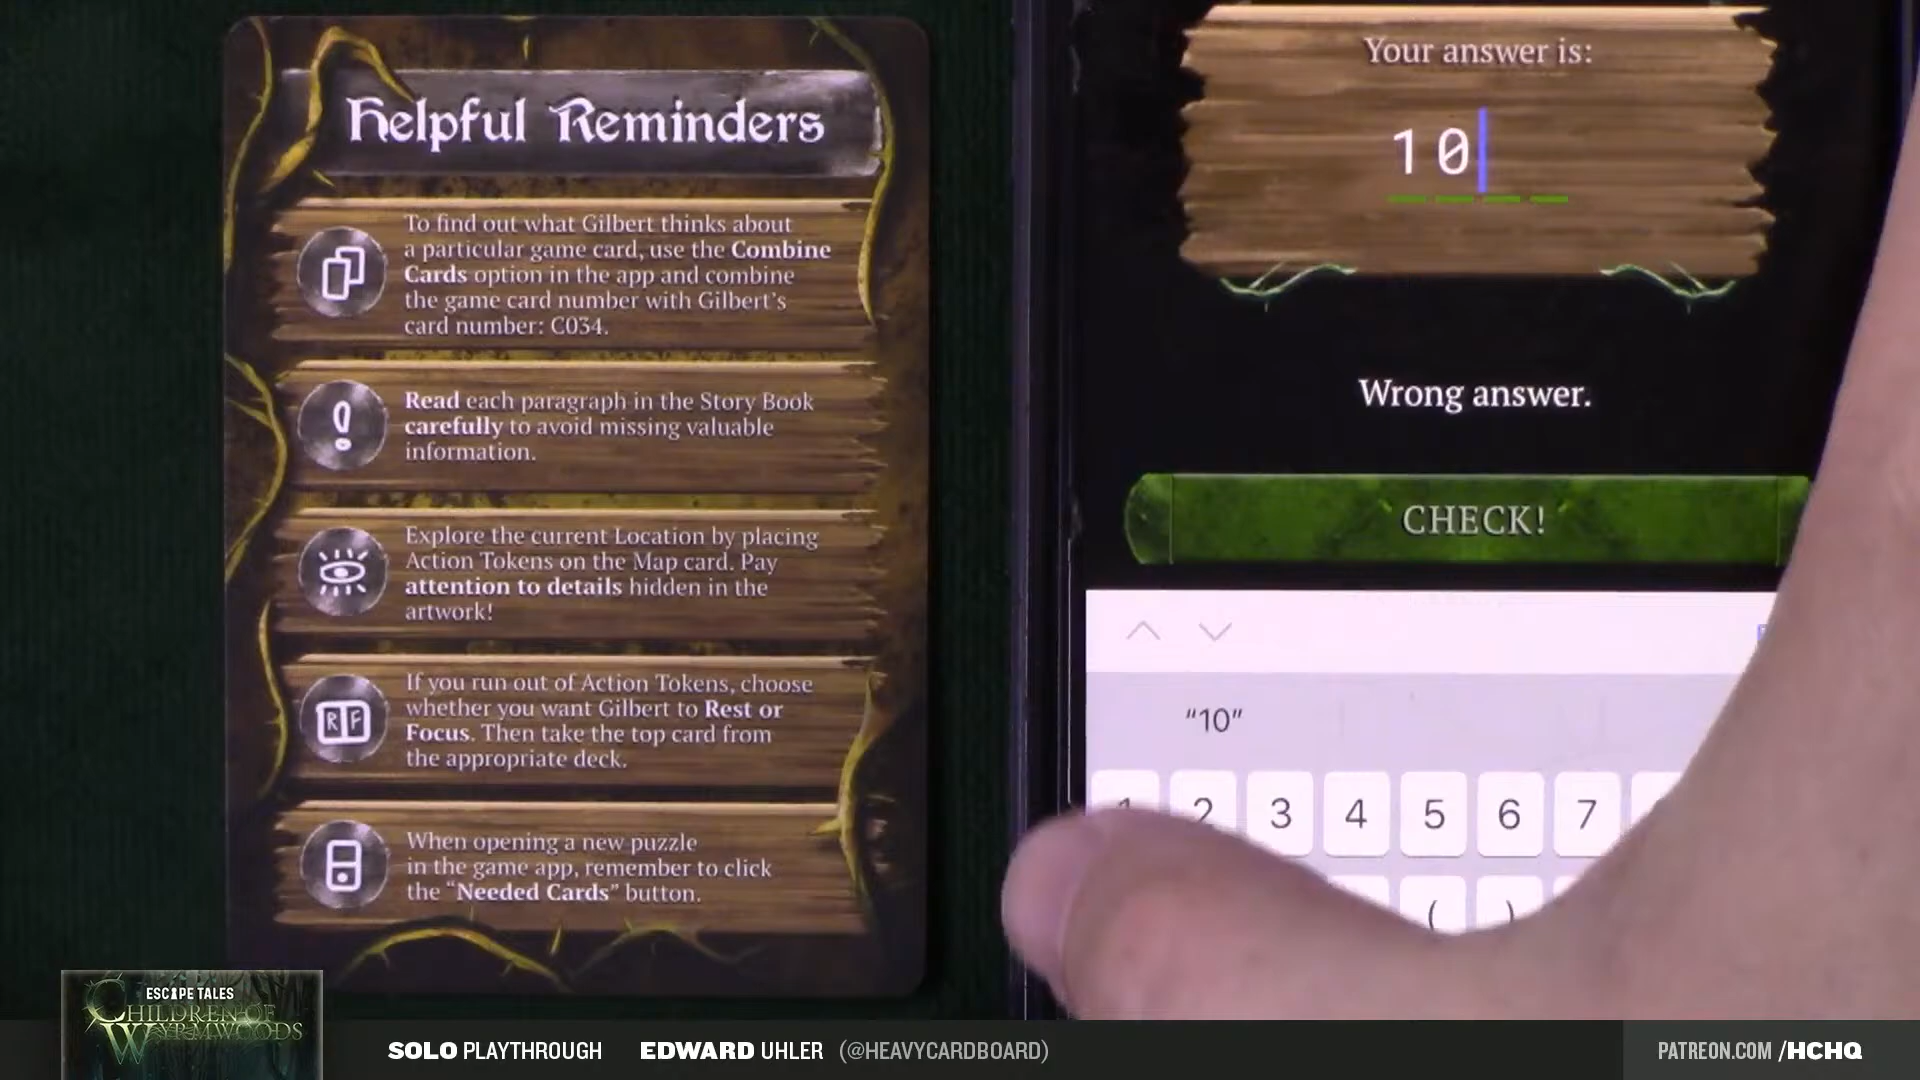 Helpful Reminders
To find out what Gilbert thinks about
a particular game card, use the Combine
Cards option in the app and combine
the game card number with Gilbert's
card number: C034.
Read each paragraph in the Story Book
carefully to avoid missing valuable
information.
Explore the current Location by placing
Action Tokens on the Map card. Pay
attention to details hidden in the
artwork!
R F
If you run out of Action Tokens, choose
whether you want Gilbert to Rest or
Focus. Then take the top card from
the appropriate deck.
When opening a new puzzle
in the game app, remember to click
the “Needed Cards” button.
Your answer is:
10
Wrong answer.
CHECK!
“10”
1 2 3 4 5 6 7
( )
ESCAPE TALES
CHILDREN OF
WYRMWOODS
SOLO PLAYTHROUGH EDWARD UHLER (@HEAVYCARDBOARD)
PATREON.COM /HCHQ